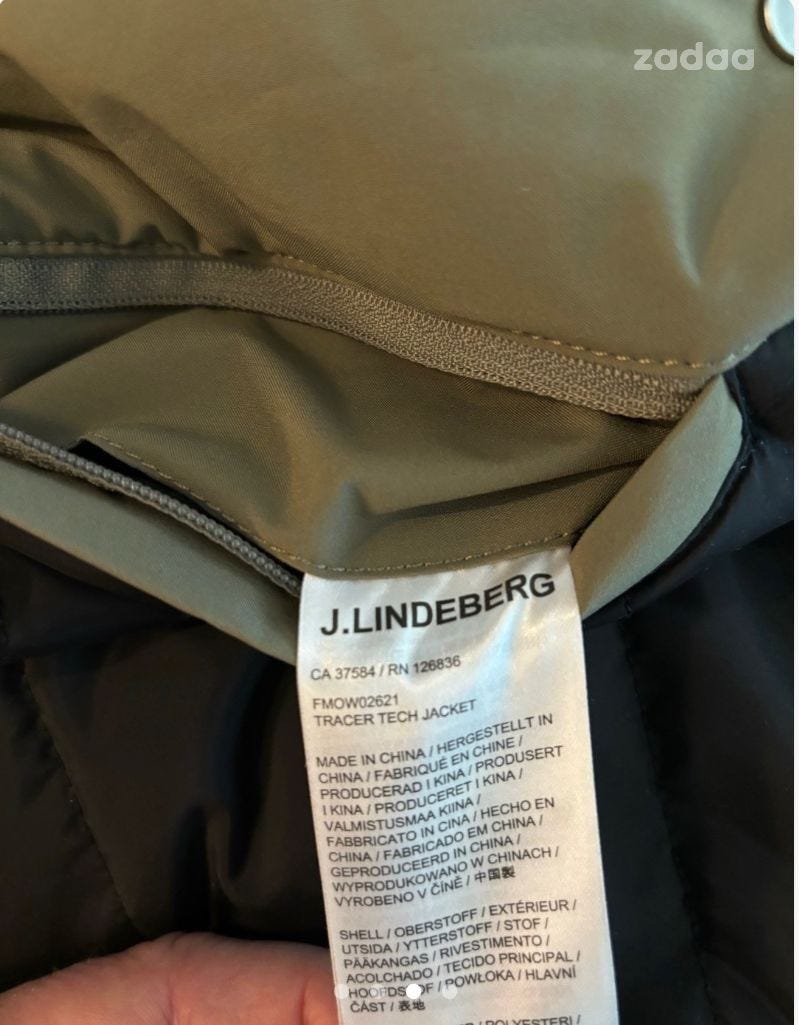 zadaa
J.LINDEBERG
CA 37584 / RN 126836
FMOW02621
TRACER TECH JACKET
MADE IN CHINA / HERGESTELLT IN
CHINA / FABRIQUÉ EN CHINE /
PRODUCERAD I KINA / PRODUSERT
I KINA / PRODUCERET I KINA /
VALMISTUSMAA KIINA /
FABBRICATO IN CINA / HECHO EN
CHINA / FABRICADO EM CHINA /
GEPRODUCEERD IN CHINA /
WYPRODUKOWANO W CHINACH /
VYROBENO V ČÍNĚ / 中国製
SHELL / OBERSTOFF / EXTÉRIEUR /
UTSIDA / YTTERSTOFF / STOF /
PÄÄKANGAS / RIVESTIMENTO /
ACOLCHADO / TECIDO PRINCIPAL /
HOOFDSTOF / POWŁOKA / HLAVNÍ
ČÁST / 表地
/ POLYESTERI /